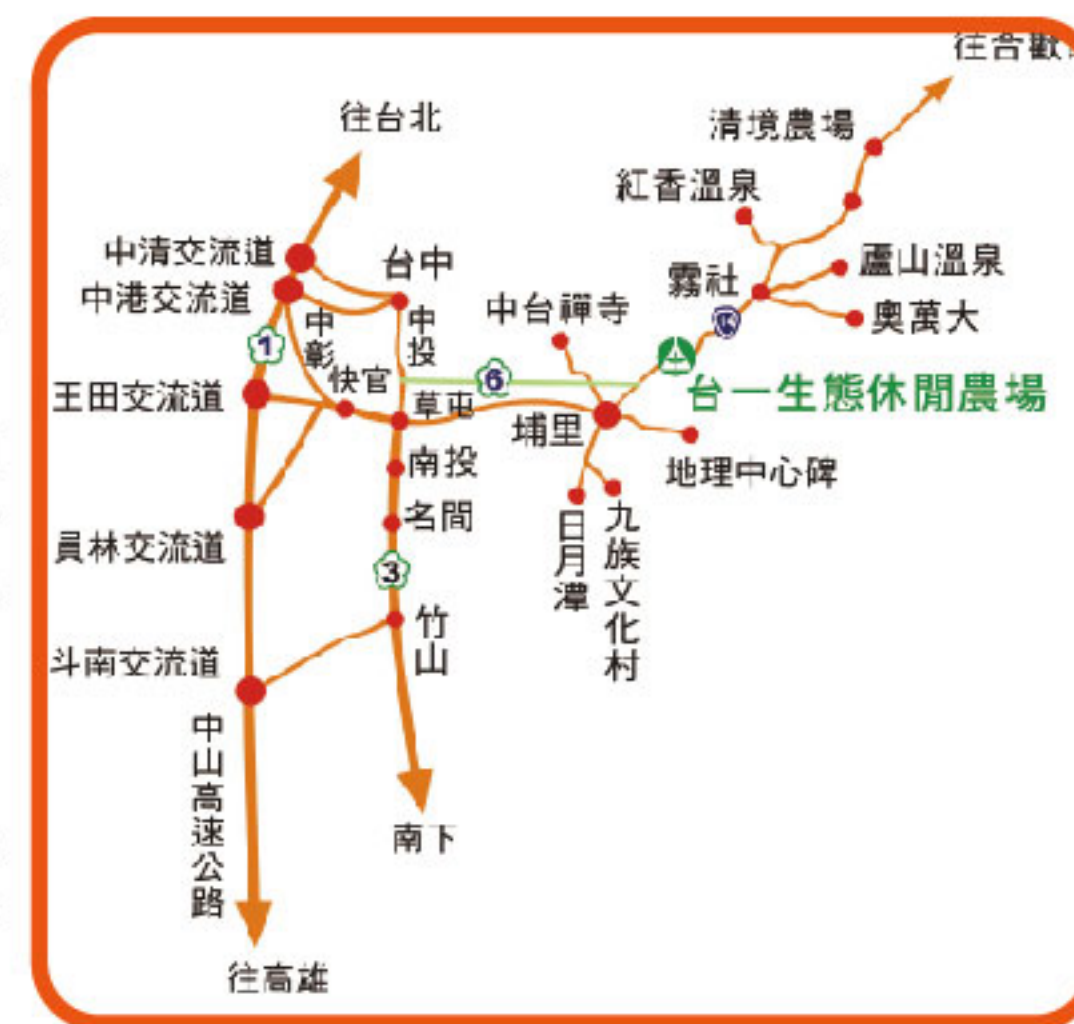 往合歡
往台北
清境農場
紅香溫泉
中清交流道
台中
霧社
盧山溫泉
中港交流道
中台禪寺
奧萬大
中彰
中投
1
快官
6
王田交流道
草屯
台一生態休閒農場
埔里
南投
地理中心碑
名間
員林交流道
日月潭
九族文化村
3
竹山
斗南交流道
中山高速公路
南下
往高雄